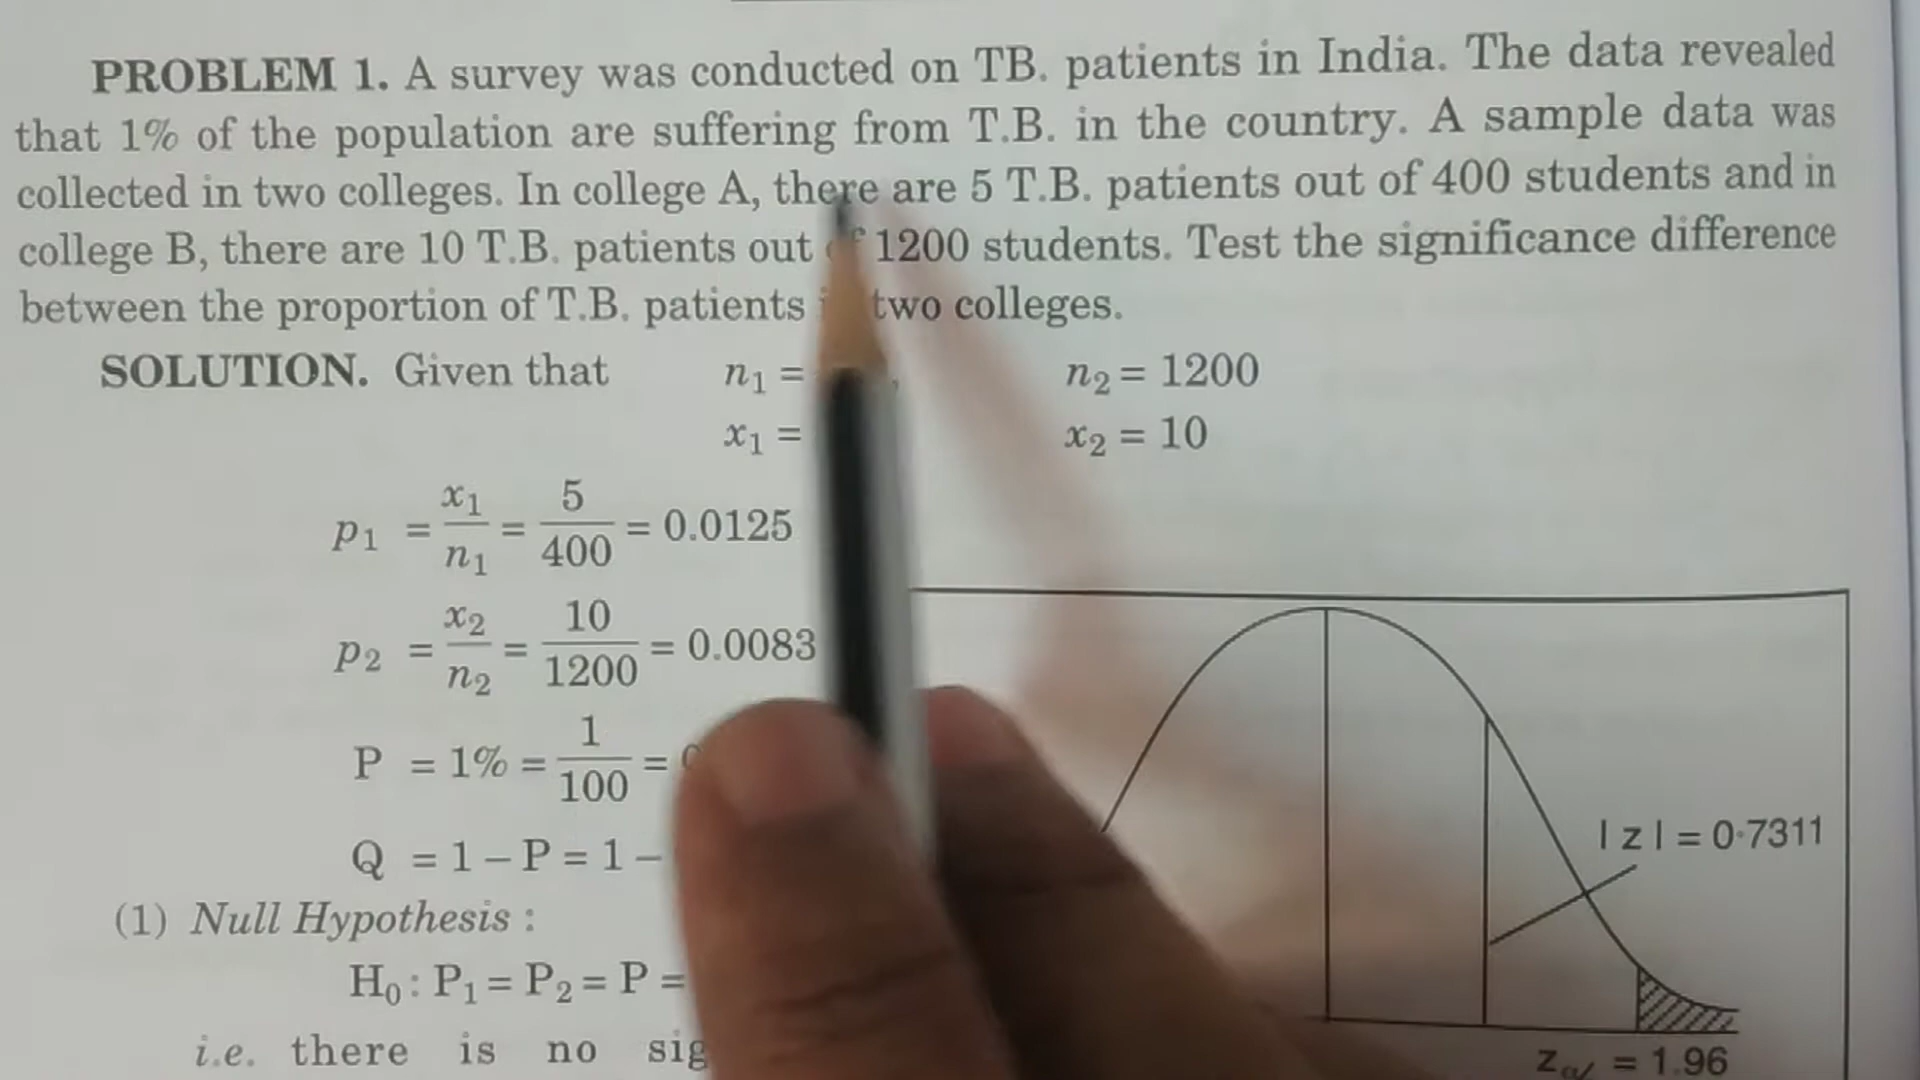 PROBLEM 1. A survey was conducted on TB. patients in India. The data revealed
that 1% of the population are suffering from T.B. in the country. A sample data was
collected in two colleges. In college A, there are 5 T.B. patients out of 400 students and in
college B, there are 10 T.B. patients out of 1200 students. Test the significance difference
between the proportion of T.B. patients two colleges.
SOLUTION. Given that n₁ = n₂ = 1200
x₁ = x₂ = 10
p₁ = x₁/n₁ = 5/400 = 0.0125
p₂ = x₂/n₂ = 10/1200 = 0.0083
P = 1% = 1/100 =
Q = 1 – P = 1 –
| z | = 0·7311
(1) Null Hypothesis :
H₀ : P₁ = P₂ = P =
i.e. there is no
= 1.96